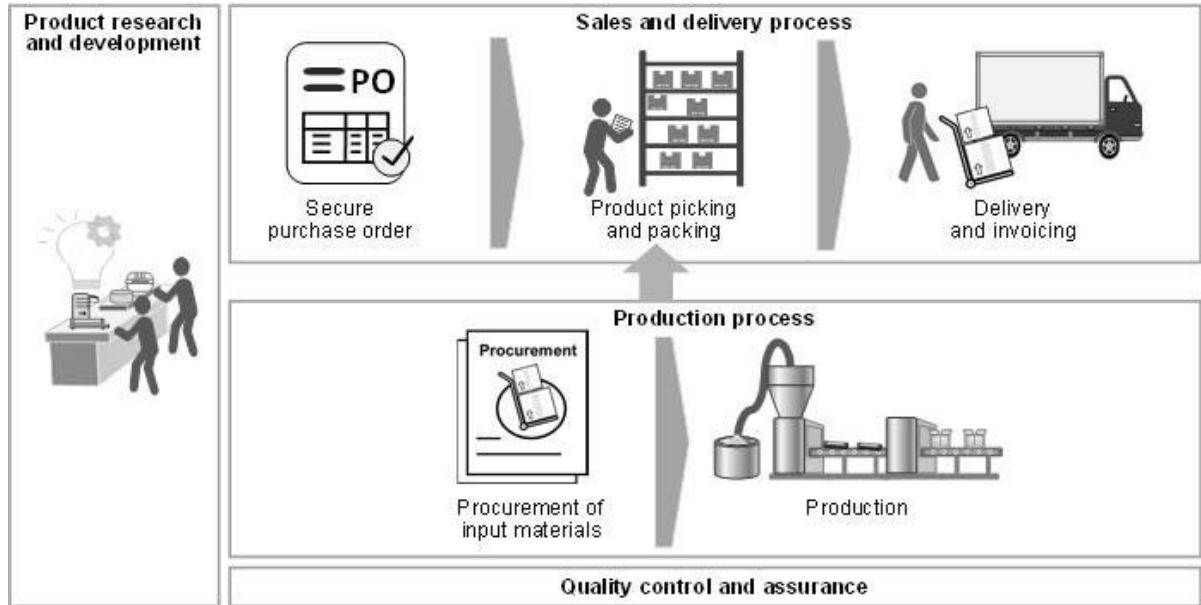 Product research
and development
Sales and delivery process
PO
Secure
purchase order
Product picking
and packing
Delivery
and invoicing
Production process
Procurement
Procurement of
input materials
Production
Quality control and assurance